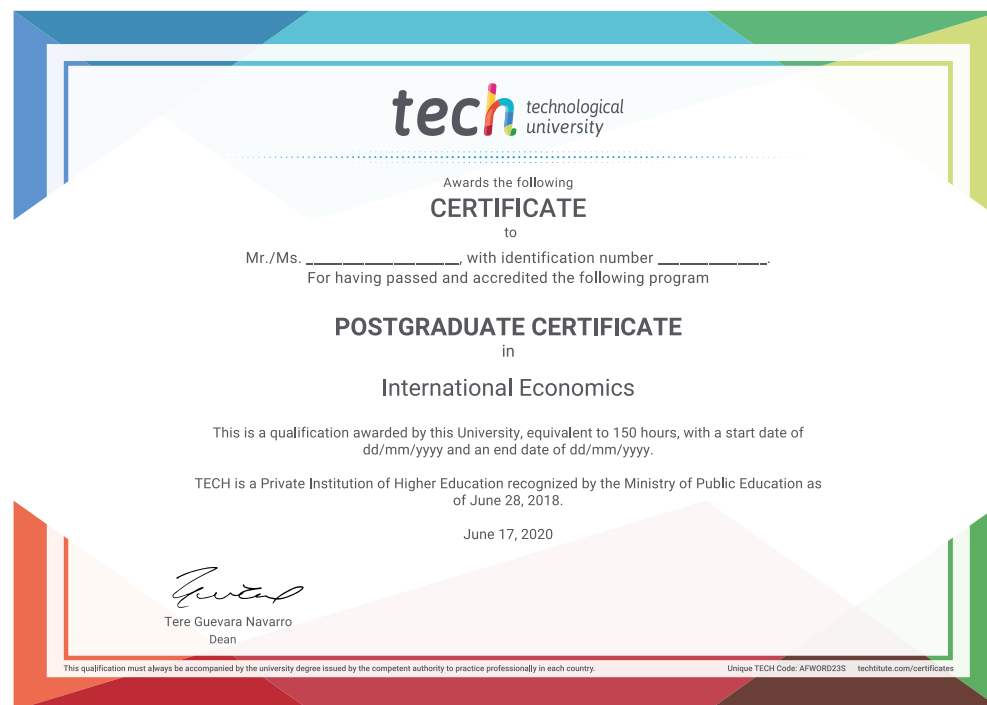 tech technological
university
Awards the following
CERTIFICATE
to
Mr./Ms. ____________________, with identification number ______________.
For having passed and accredited the following program
POSTGRADUATE CERTIFICATE
in
International Economics
This is a qualification awarded by this University, equivalent to 150 hours, with a start date of
dd/mm/yyyy and an end date of dd/mm/yyyy.
TECH is a Private Institution of Higher Education recognized by the Ministry of Public Education as
of June 28, 2018.
June 17, 2020
Tere Guevara Navarro
Dean
This qualification must always be accompanied by the university degree issued by the competent authority to practice professionally in each country. Unique TECH Code: AFWORD23S techtitute.com/certificates